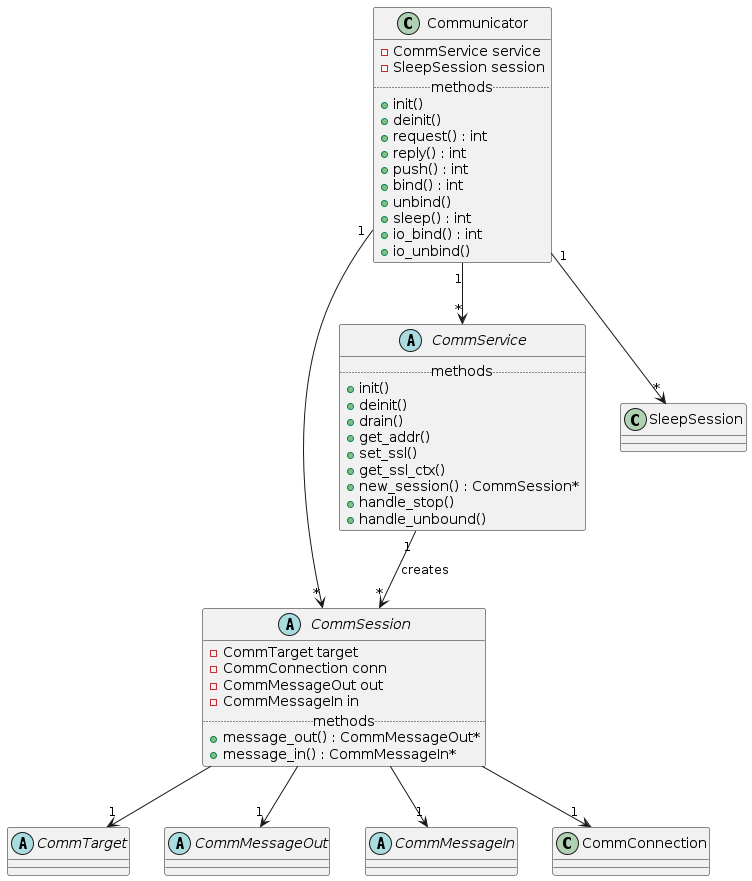 C Communicator
CommService service
SleepSession session
methods
init()
deinit()
request() : int
reply() : int
push() : int
bind() : int
unbind()
sleep() : int
io_bind() : int
io_unbind()
1
1
1
*
*
A CommService
methods
init()
deinit()
drain()
get_addr()
set_ssl()
get_ssl_ctx()
new_session() : CommSession*
handle_stop()
handle_unbound()
C SleepSession
1
creates
*
*
A CommSession
CommTarget target
CommConnection conn
CommMessageOut out
CommMessageIn in
methods
message_out() : CommMessageOut*
message_in() : CommMessageIn*
1
1
1
1
A CommTarget
A CommMessageOut
A CommMessageIn
C CommConnection